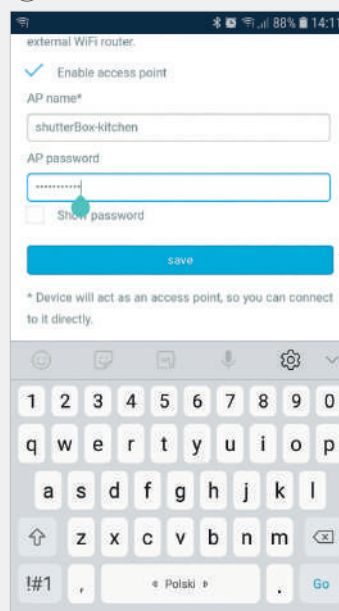 88% 14:11
external WiFi router.
Enable access point
AP name*
shutterBox-kitchen
AP password
••••••••••
Show password
save
* Device will act as an access point, so you can connect
to it directly.
1 2 3 4 5 6 7 8 9 0
q w e r t y u i o p
a s d f g h j k l
z x c v b n m
!#1 , Polski . Go